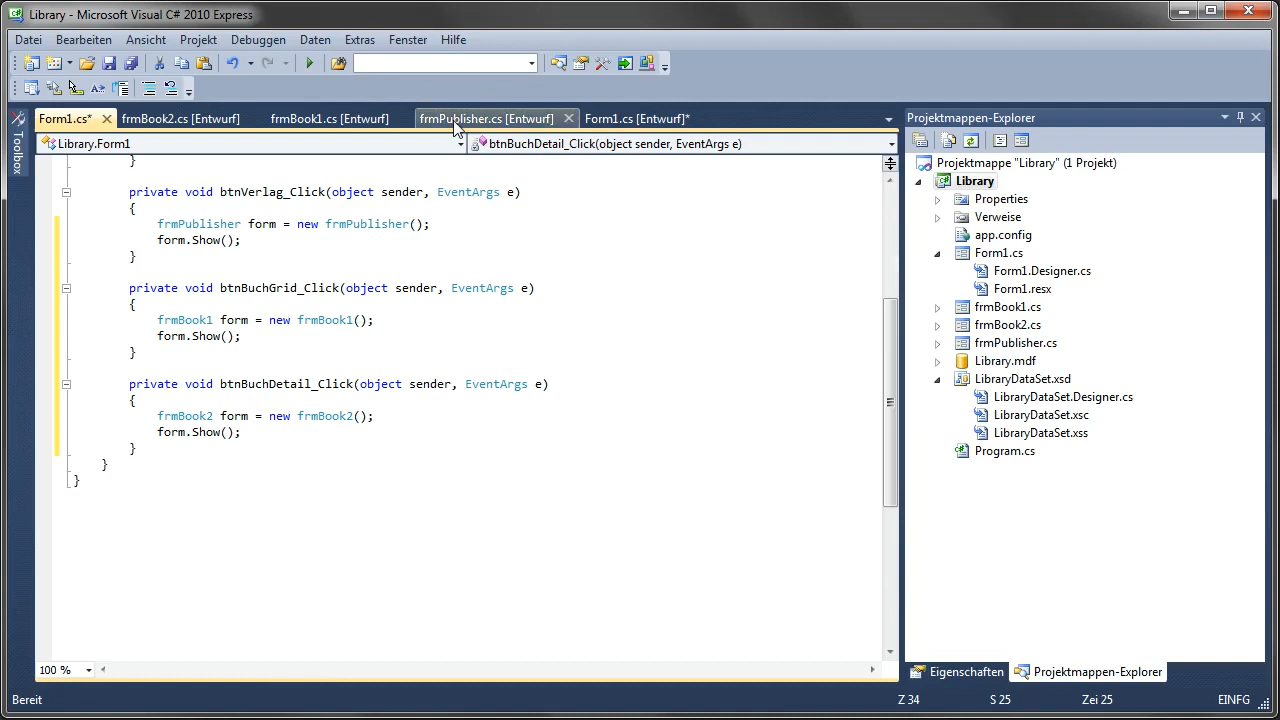 Library - Microsoft Visual C# 2010 Express
Datei Bearbeiten Ansicht Projekt Debuggen Daten Extras Fenster Hilfe
Form1.cs* frmBook2.cs [Entwurf] frmBook1.cs [Entwurf] frmPublisher.cs [Entwurf] Form1.cs [Entwurf]*
Toolbox
Library.Form1 btnBuchDetail_Click(object sender, EventArgs e)
}
private void btnVerlag_Click(object sender, EventArgs e)
{
frmPublisher form = new frmPublisher();
form.Show();
}
private void btnBuchGrid_Click(object sender, EventArgs e)
{
frmBook1 form = new frmBook1();
form.Show();
}
private void btnBuchDetail_Click(object sender, EventArgs e)
{
frmBook2 form = new frmBook2();
form.Show();
}
}
}
100 %
Projektmappen-Explorer
Projektmappe "Library" (1 Projekt)
Library
Properties
Verweise
app.config
Form1.cs
Form1.Designer.cs
Form1.resx
frmBook1.cs
frmBook2.cs
frmPublisher.cs
Library.mdf
LibraryDataSet.xsd
LibraryDataSet.Designer.cs
LibraryDataSet.xsc
LibraryDataSet.xss
Program.cs
Eigenschaften Projektmappen-Explorer
Bereit Z 34 S 25 Zei 25 EINFG